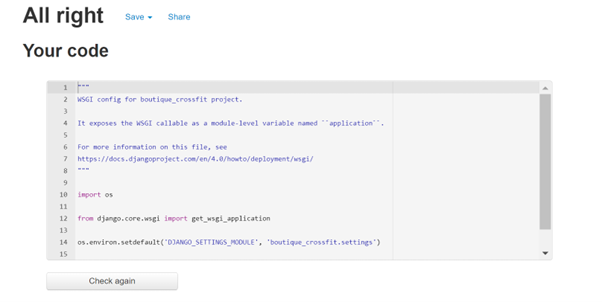 All right Save Share
Your code
1 """
2 WSGI config for boutique_crossfit project.
3
4 It exposes the WSGI callable as a module-level variable named ``application``.
5
6 For more information on this file, see
7 https://docs.djangoproject.com/en/4.0/howto/deployment/wsgi/
8 """
9
10 import os
11
12 from django.core.wsgi import get_wsgi_application
13
14 os.environ.setdefault('DJANGO_SETTINGS_MODULE', 'boutique_crossfit.settings')
15
Check again